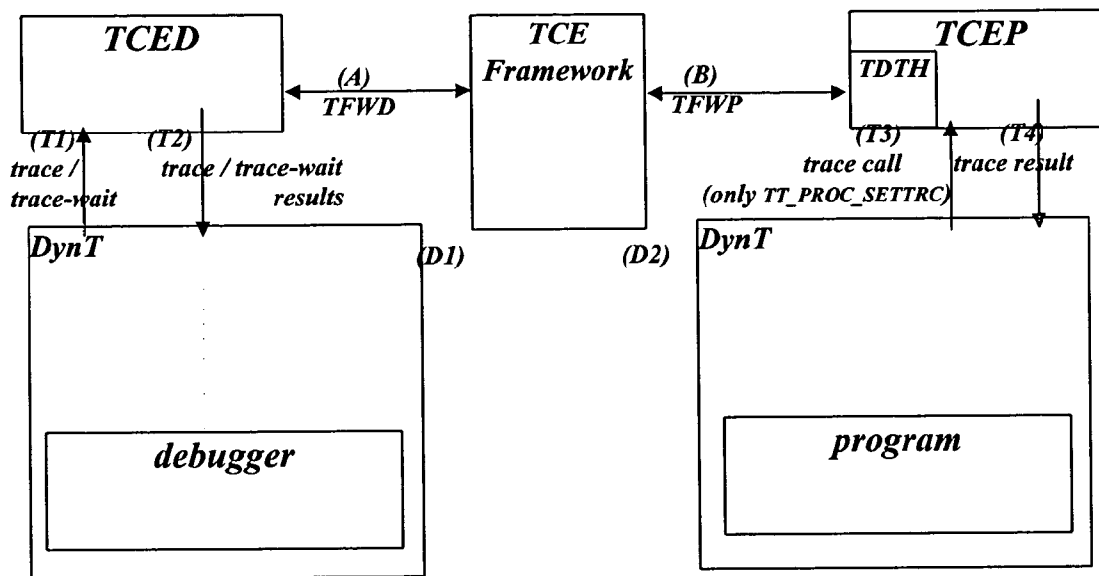 TCED
TCE
Framework
TCEP
TDTH
(A)
TFWD
(B)
TFWP
(T1)
trace /
trace-wait
(T2)
trace / trace-wait
results
(T3)
trace call
(only TT_PROC_SETTRC)
(T4)
trace result
DynT
(D1)
(D2)
DynT
debugger
program